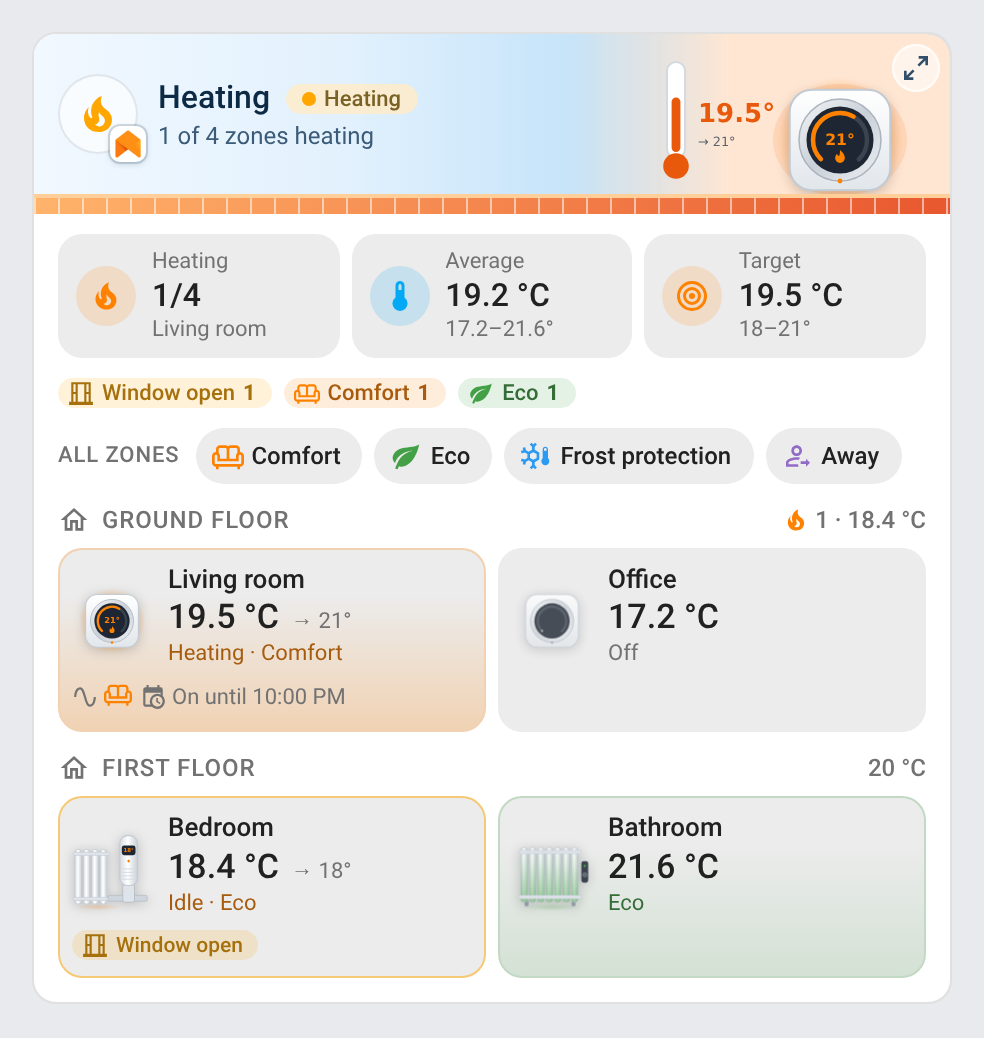 Heating
Heating
1 of 4 zones heating
19.5°
→ 21°
21°
Heating
1/4
Living room
Average
19.2 °C
17.2–21.6°
Target
19.5 °C
18–21°
Window open 1
Comfort 1
Eco 1
ALL ZONES
Comfort
Eco
Frost protection
Away
GROUND FLOOR
1 · 18.4 °C
Living room
19.5 °C → 21°
Heating · Comfort
21°
On until 10:00 PM
Office
17.2 °C
Off
FIRST FLOOR
20 °C
Bedroom
18.4 °C → 18°
Idle · Eco
18°
Window open
Bathroom
21.6 °C
Eco